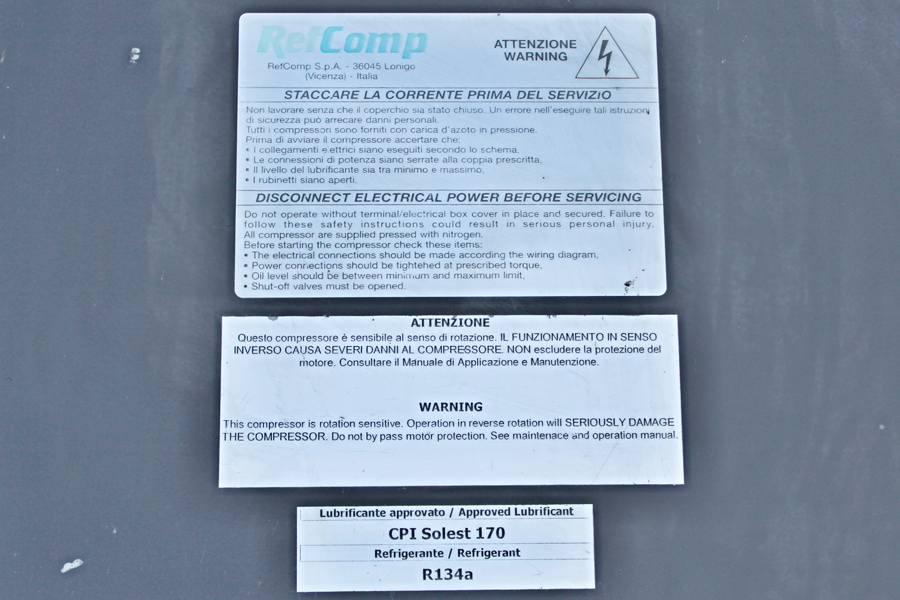 RefComp
RefComp S.p.A. - 36045 Lonigo
(Vicenza) - Italia
ATTENZIONE
WARNING
STACCARE LA CORRENTE PRIMA DEL SERVIZIO
Non lavorare senza che il coperchio sia stato chiuso. Un errore nell'eseguire tali istruzioni
di sicurezza può arrecare danni personali.
Tutti i compressori sono forniti con carica d'azoto in pressione.
Prima di avviare il compressore accertare che:
• I collegamenti elettrici siano eseguiti secondo lo schema,
• Le connessioni di potenza siano serrate alla coppia prescritta,
• Il livello del lubrificante sia tra minimo e massimo,
• I rubinetti siano aperti.
DISCONNECT ELECTRICAL POWER BEFORE SERVICING
Do not operate without terminal/electrical box cover in place and secured. Failure to
follow these safety instructions could result in serious personal injury.
All compressor are supplied pressed with nitrogen.
Before starting the compressor check these items:
• The electrical connections should be made according the wiring diagram,
• Power connections should be tightehed at prescribed torque,
• Oil level should be between minimum and maximum limit,
• Shut-off valves must be opened.
ATTENZIONE
Questo compressore è sensibile al senso di rotazione. IL FUNZIONAMENTO IN SENSO
INVERSO CAUSA SEVERI DANNI AL COMPRESSORE. NON escludere la protezione del
motore. Consultare il Manuale di Applicazione e Manutenzione.
WARNING
This compressor is rotation sensitive. Operation in reverse rotation will SERIOUSLY DAMAGE
THE COMPRESSOR. Do not by pass motor protection. See maintenace and operation manual.
Lubrificante approvato / Approved Lubrificant
CPI Solest 170
Refrigerante / Refrigerant
R134a